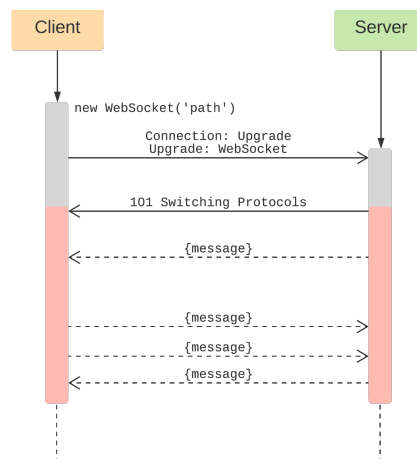 Client
Server
new WebSocket('path')
Connection: Upgrade
Upgrade: WebSocket
101 Switching Protocols
{message}
{message}
{message}
{message}